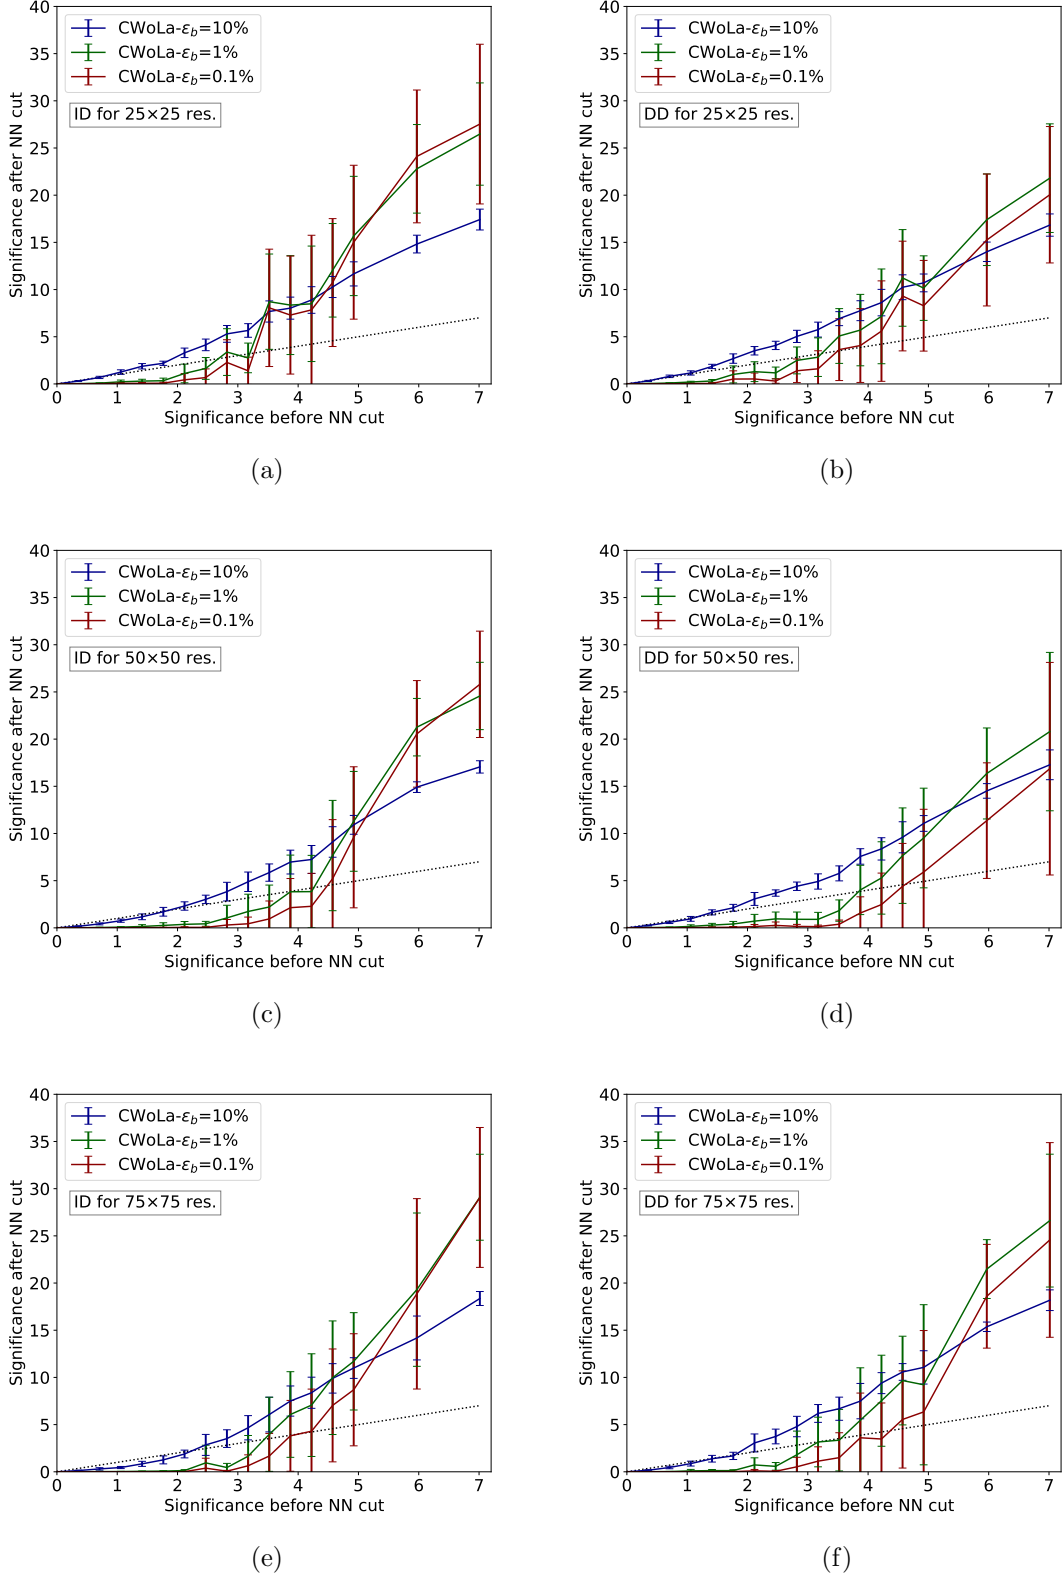 40
35
30
25
20
15
10
5
0
Significance after NN cut
CWoLa-ε_b=10%
CWoLa-ε_b=1%
CWoLa-ε_b=0.1%
ID for 25×25 res.
0 1 2 3 4 5 6 7
Significance before NN cut
(a)
40
35
30
25
20
15
10
5
0
Significance after NN cut
CWoLa-ε_b=10%
CWoLa-ε_b=1%
CWoLa-ε_b=0.1%
DD for 25×25 res.
0 1 2 3 4 5 6 7
Significance before NN cut
(b)
40
35
30
25
20
15
10
5
0
Significance after NN cut
CWoLa-ε_b=10%
CWoLa-ε_b=1%
CWoLa-ε_b=0.1%
ID for 50×50 res.
0 1 2 3 4 5 6 7
Significance before NN cut
(c)
40
35
30
25
20
15
10
5
0
Significance after NN cut
CWoLa-ε_b=10%
CWoLa-ε_b=1%
CWoLa-ε_b=0.1%
DD for 50×50 res.
0 1 2 3 4 5 6 7
Significance before NN cut
(d)
40
35
30
25
20
15
10
5
0
Significance after NN cut
CWoLa-ε_b=10%
CWoLa-ε_b=1%
CWoLa-ε_b=0.1%
ID for 75×75 res.
0 1 2 3 4 5 6 7
Significance before NN cut
(e)
40
35
30
25
20
15
10
5
0
Significance after NN cut
CWoLa-ε_b=10%
CWoLa-ε_b=1%
CWoLa-ε_b=0.1%
DD for 75×75 res.
0 1 2 3 4 5 6 7
Significance before NN cut
(f)